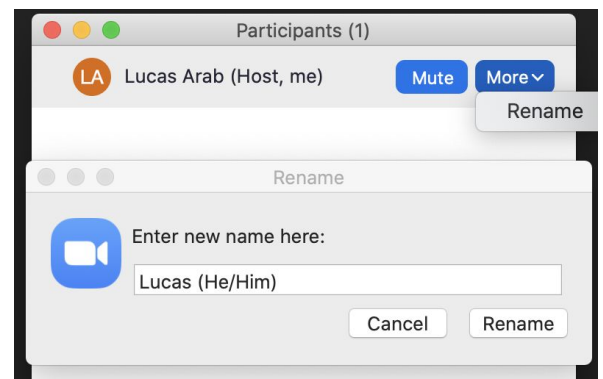 Participants (1)
LA Lucas Arab (Host, me) Mute More
Rename
Rename
Enter new name here:
Lucas (He/Him)
Cancel Rename